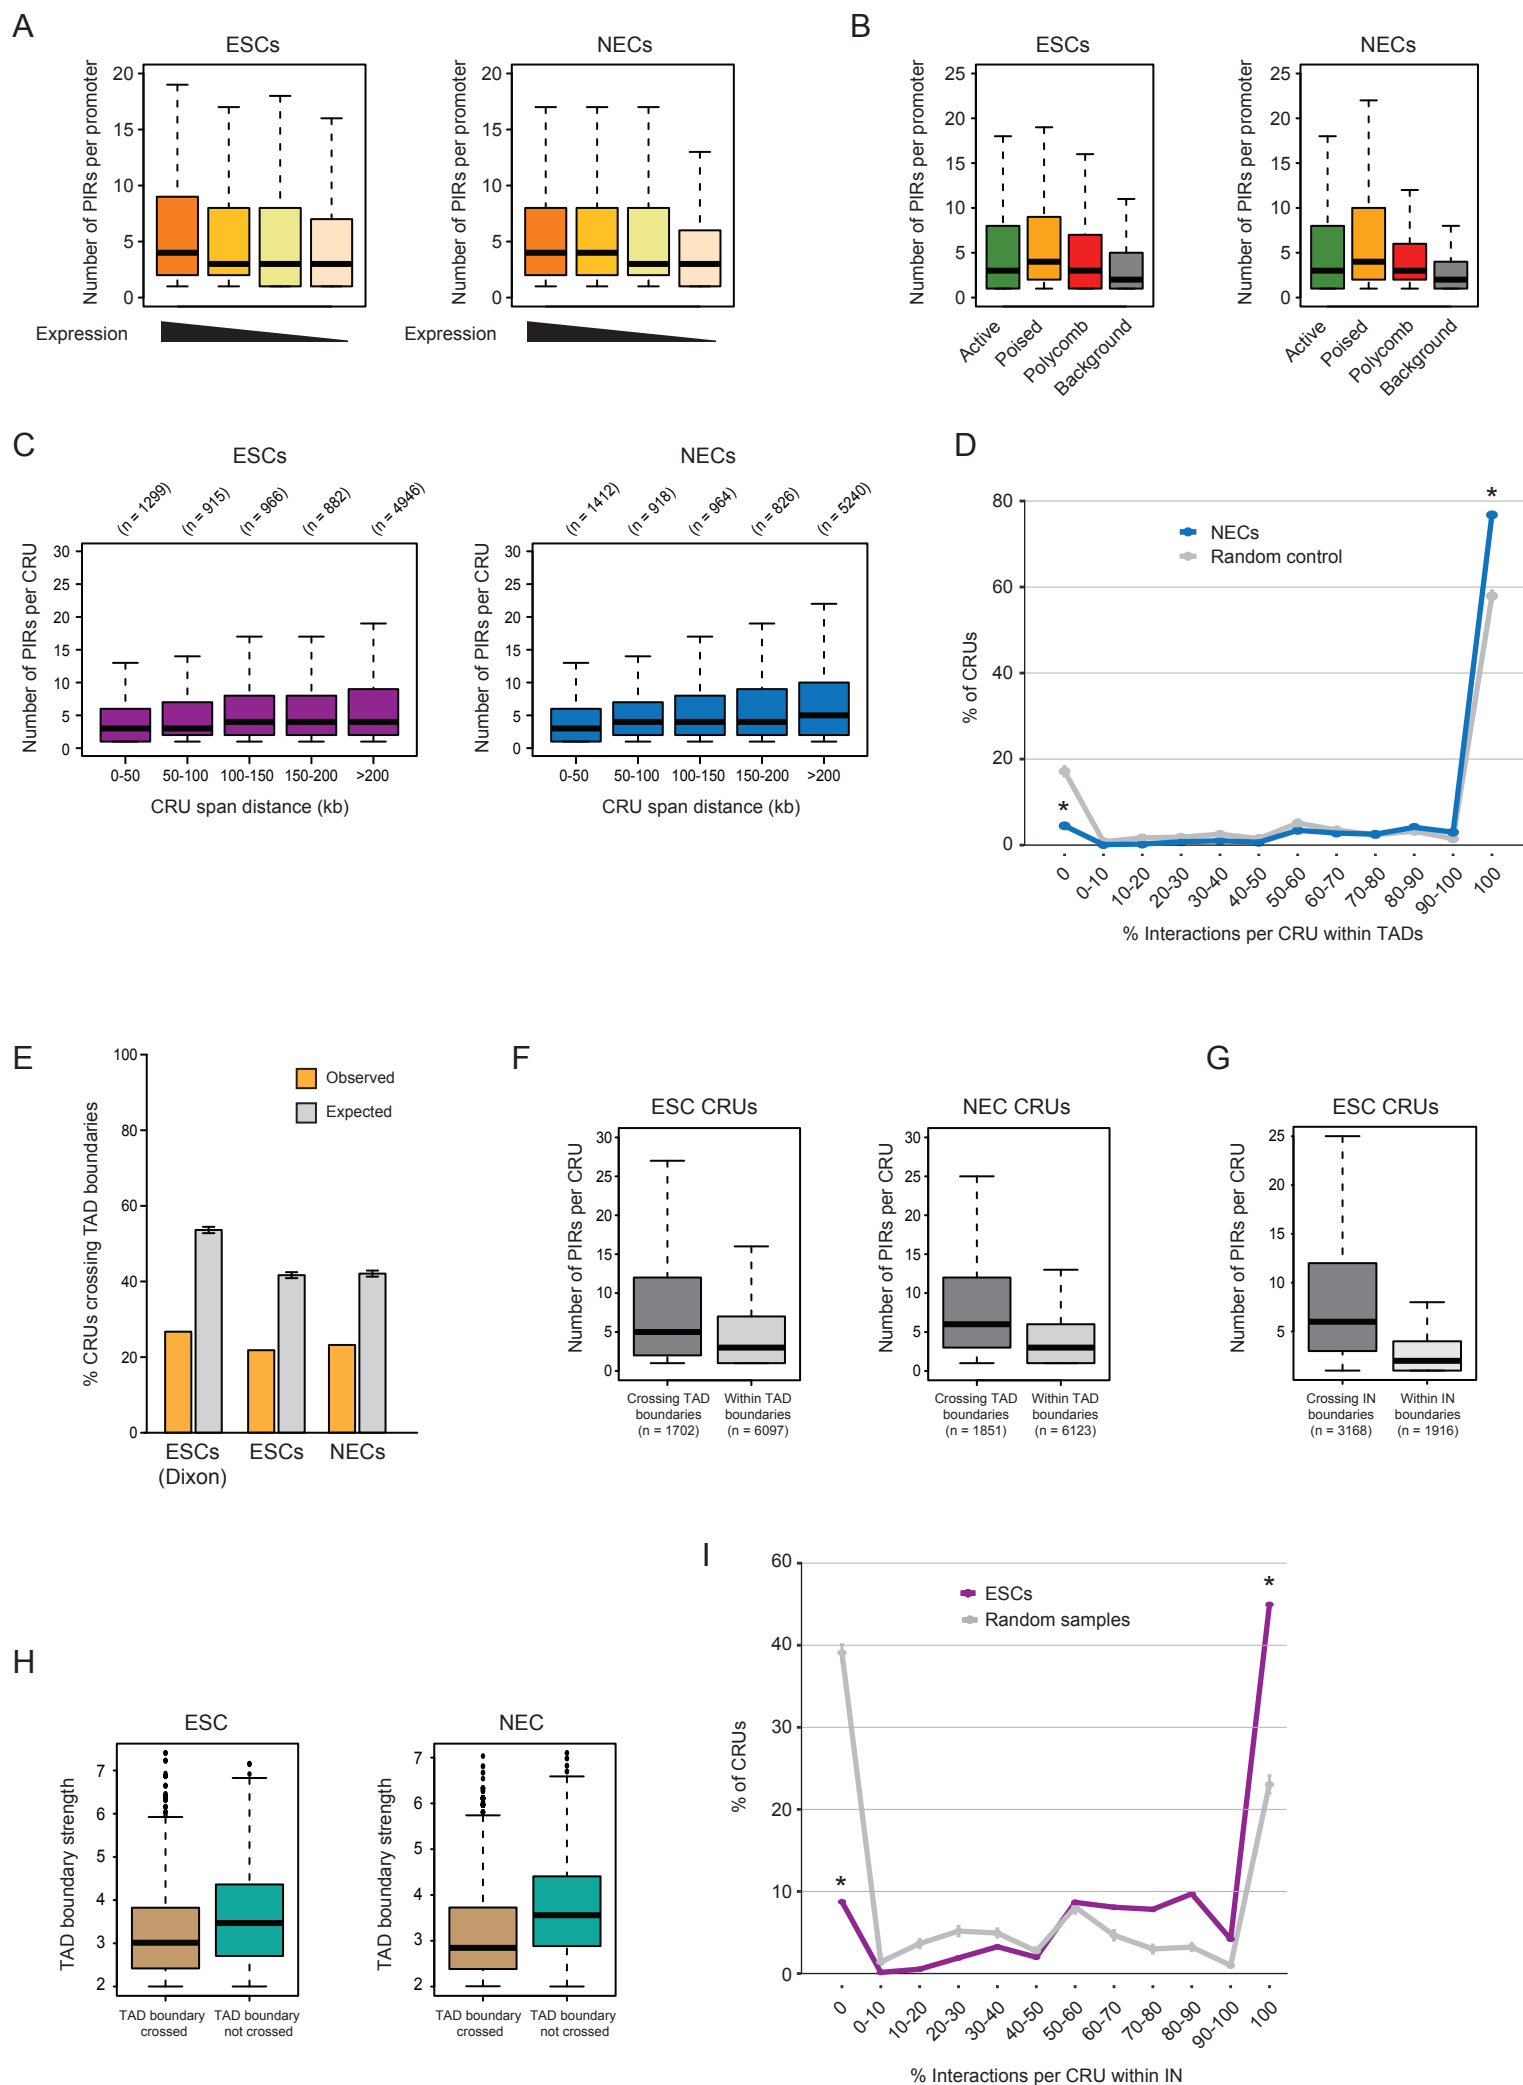 A
ESCs
Number of PIRs per promoter
20
15
10
5
0
Expression
NECs
Number of PIRs per promoter
20
15
10
5
0
Expression
B
ESCs
Number of PIRs per promoter
25
20
15
10
5
0
Active
Poised
Polycomb
Background
NECs
Number of PIRs per promoter
25
20
15
10
5
0
Active
Poised
Polycomb
Background
C
ESCs
(n = 1299)
(n = 915)
(n = 966)
(n = 882)
(n = 4946)
Number of PIRs per CRU
30
25
20
15
10
5
0
0-50
50-100
100-150
150-200
>200
CRU span distance (kb)
NECs
(n = 1412)
(n = 918)
(n = 964)
(n = 826)
(n = 5240)
Number of PIRs per CRU
30
25
20
15
10
5
0
0-50
50-100
100-150
150-200
>200
CRU span distance (kb)
D
% of CRUs
80
60
40
20
0
NECs
Random control
*
*
0
0-10
10-20
20-30
30-40
40-50
50-60
60-70
70-80
80-90
90-100
100
% Interactions per CRU within TADs
E
% CRUs crossing TAD boundaries
100
80
60
40
20
0
Observed
Expected
ESCs
(Dixon)
ESCs
NECs
F
ESC CRUs
Number of PIRs per CRU
30
25
20
15
10
5
0
Crossing TAD
boundaries
(n = 1702)
Within TAD
boundaries
(n = 6097)
NEC CRUs
Number of PIRs per CRU
30
25
20
15
10
5
0
Crossing TAD
boundaries
(n = 1851)
Within TAD
boundaries
(n = 6123)
G
ESC CRUs
Number of PIRs per CRU
25
20
15
10
5
Crossing IN
boundaries
(n = 3168)
Within IN
boundaries
(n = 1916)
H
ESC
TAD boundary strength
7
6
5
4
3
2
TAD boundary
crossed
TAD boundary
not crossed
NEC
TAD boundary strength
7
6
5
4
3
2
TAD boundary
crossed
TAD boundary
not crossed
I
% of CRUs
60
40
30
20
10
0
ESCs
Random samples
*
*
0
0-10
10-20
20-30
30-40
40-50
50-60
60-70
70-80
80-90
90-100
100
% Interactions per CRU within IN